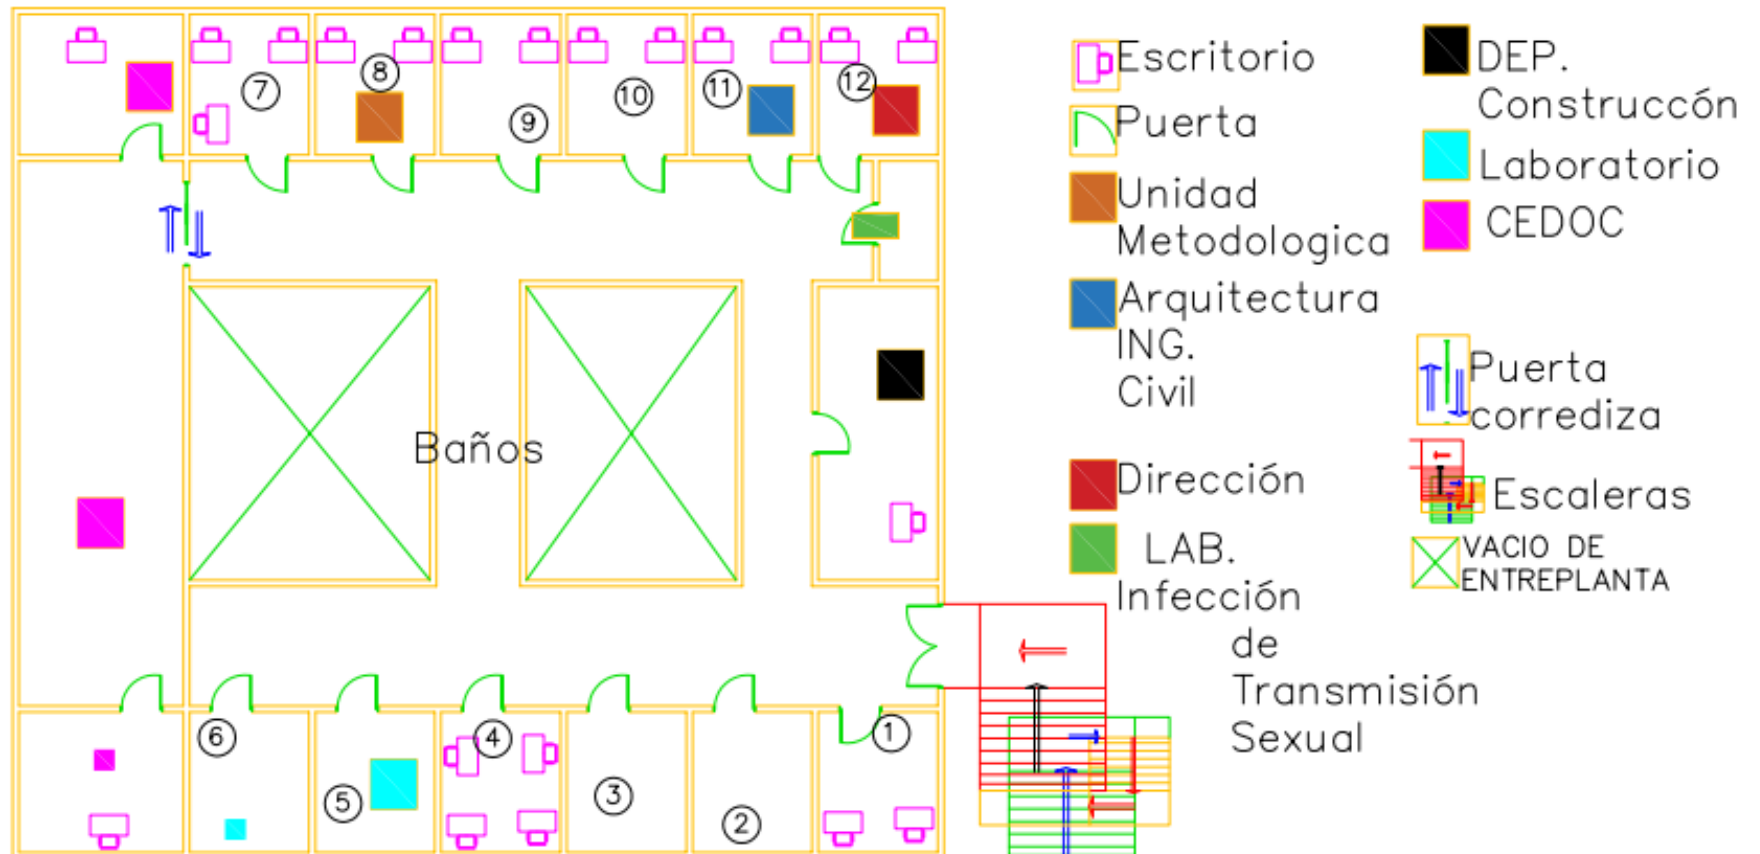 7
8
9
10
11
12
Baños
6
5
4
3
2
1
Escritorio
Puerta
Unidad
Metodologica
Arquitectura
ING.
Civil
Dirección
LAB.
Infección
de
Transmisión
Sexual
DEP.
Construccón
Laboratorio
CEDOC
Puerta
corrediza
Escaleras
VACIO DE
ENTREPLANTA